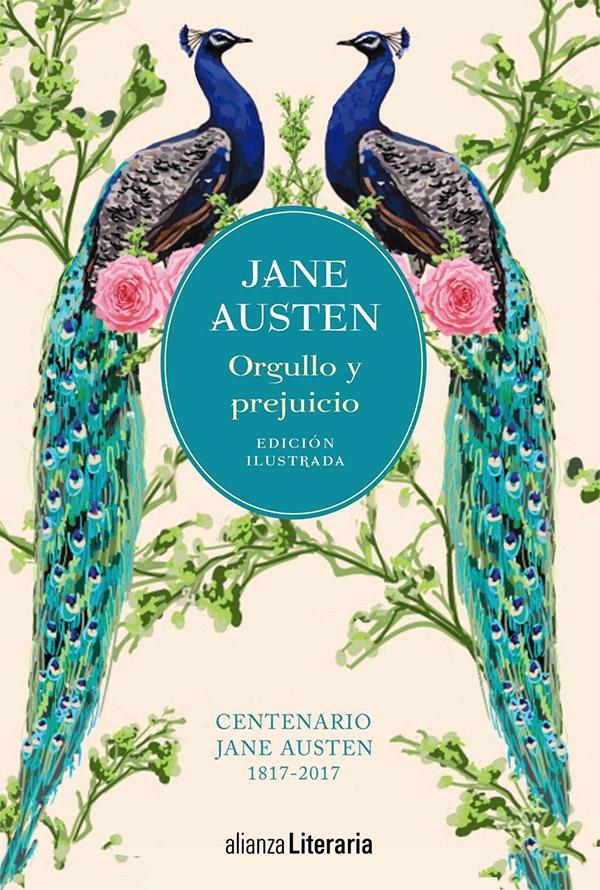 JANE
AUSTEN
Orgullo y
prejuicio
EDICIÓN
ILUSTRADA
CENTENARIO
JANE AUSTEN
1817-2017
alianza Literaria